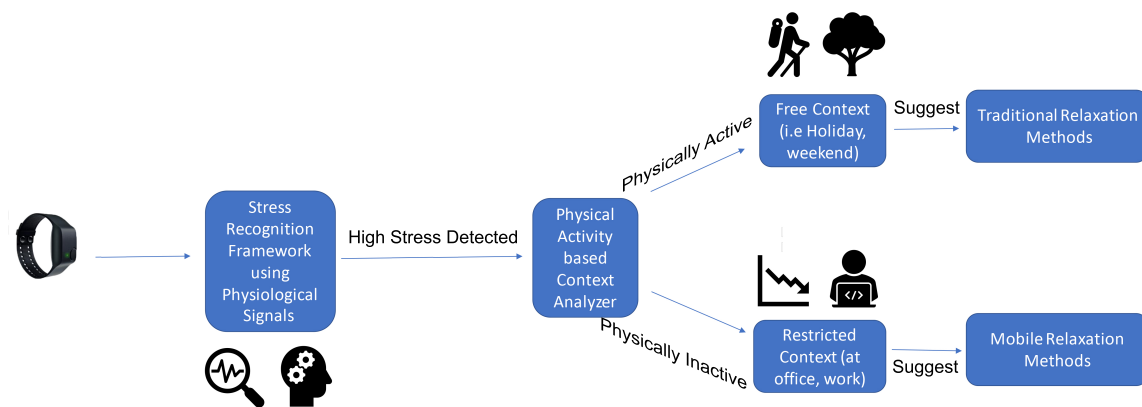 Stress
Recognition
Framework
using
Physiological
Signals
High Stress Detected
Physical
Activity
based
Context
Analyzer
Physically Active
Free Context
(i.e Holiday,
weekend)
Suggest
Traditional Relaxation
Methods
Physically Inactive
</>
Restricted
Context (at
office, work)
Suggest
Mobile Relaxation
Methods